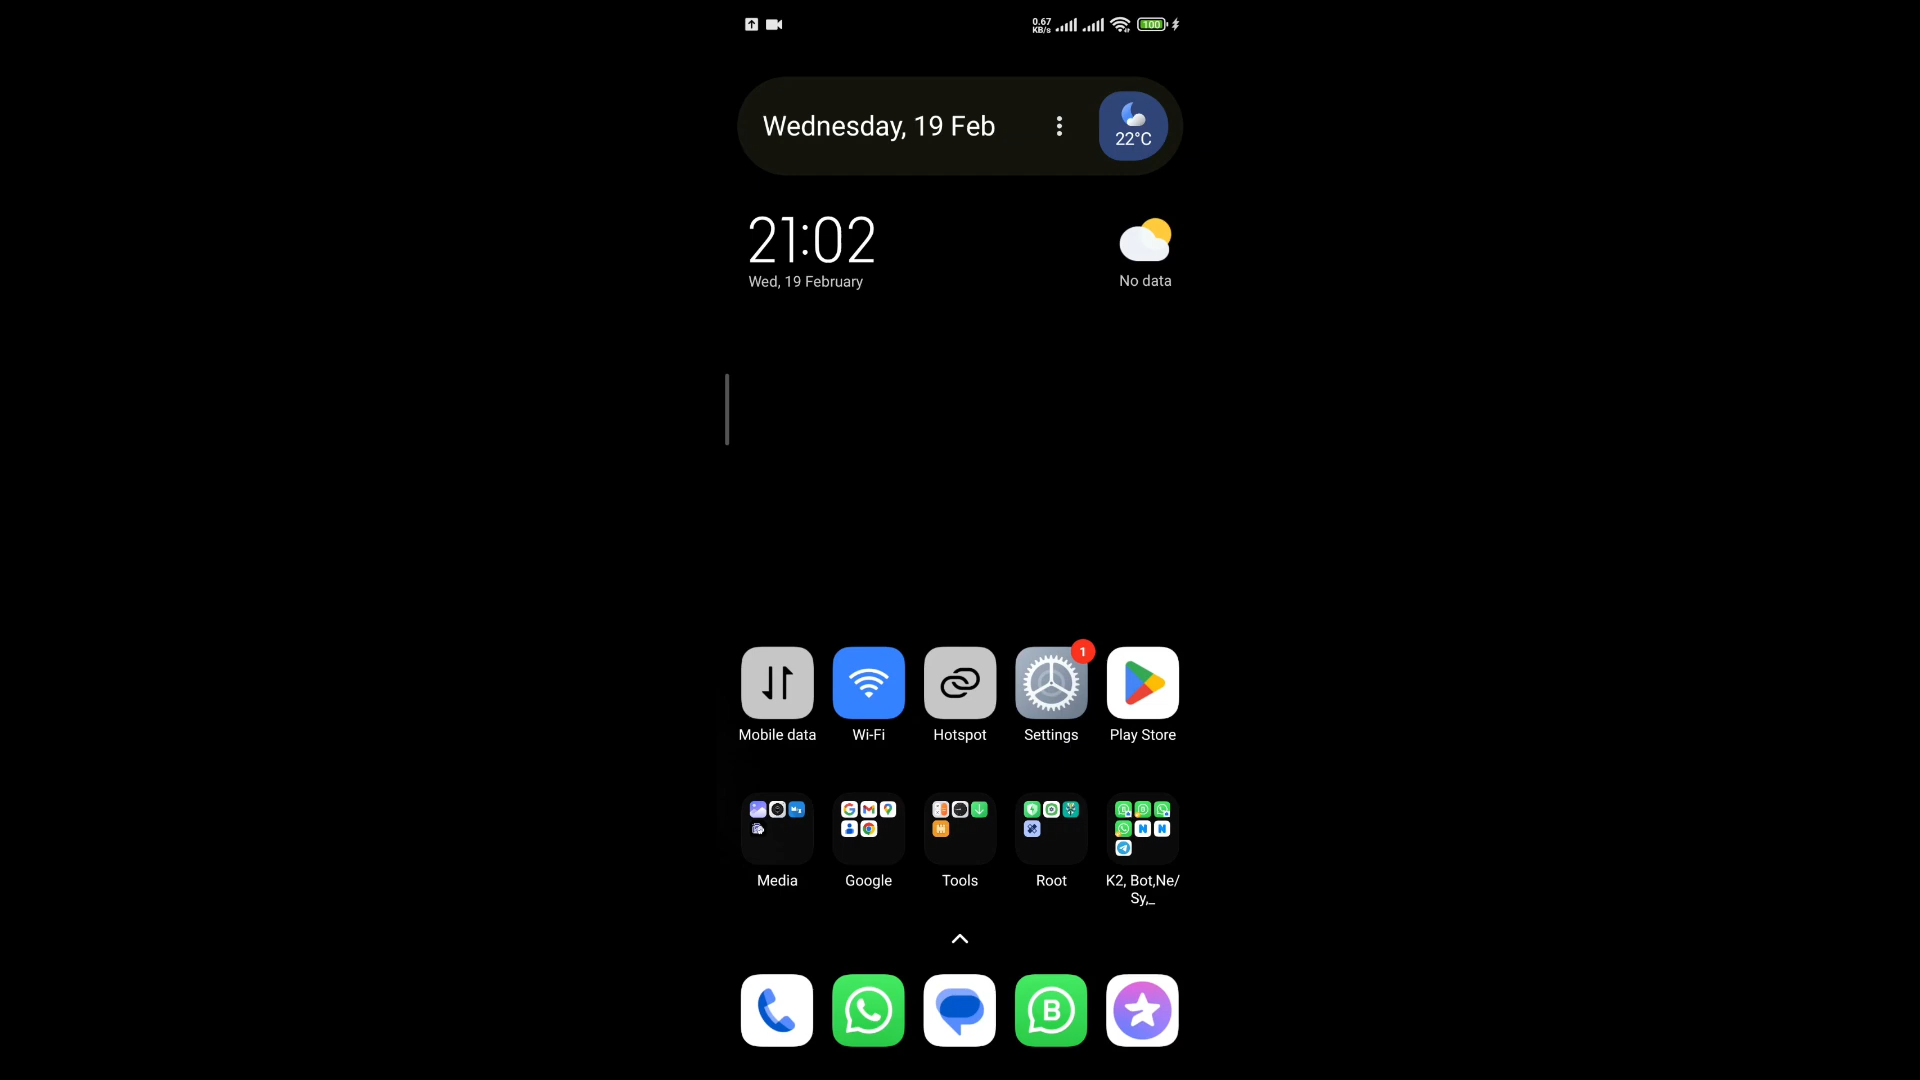 0.67
KB/s
100
Wednesday, 19 Feb
22°C
21:02
Wed, 19 February
No data
1
Mobile data
Wi-Fi
Hotspot
Settings
Play Store
Media
Google
Tools
Root
K2, Bot,Ne/
Sy,_
B